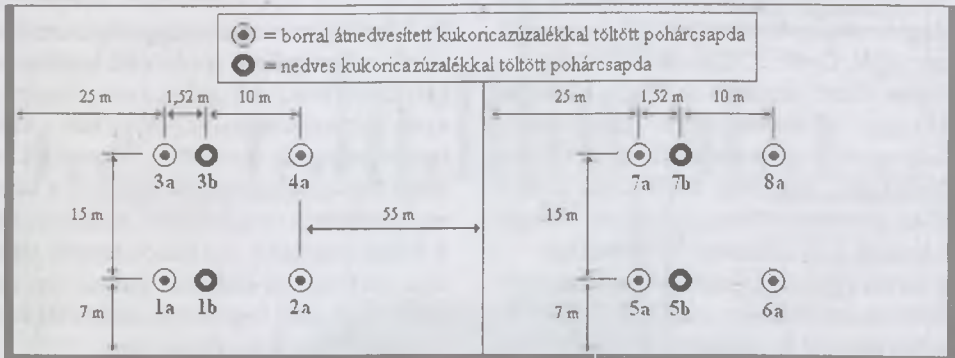 = borral átnedvesített kukoricazúzalékkal töltött pohárcsapda
= nedves kukoricazúzalékkal töltött pohárcsapda
25 m 1,52 m 10 m 25 m 1,52 m 10 m
3a 3b 4a 7a 7b 8a
15 m 55 m 15 m
1a 1b 2a 5a 5b 6a
7 m 7 m